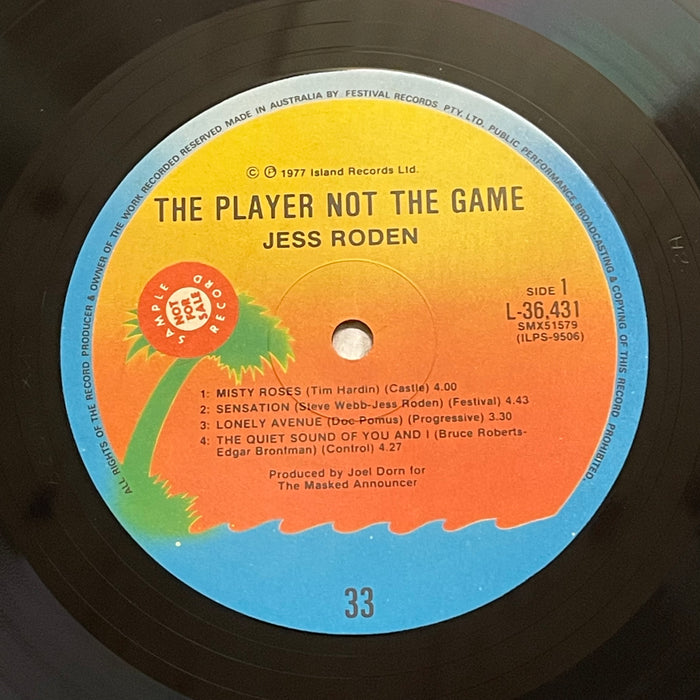 ALL RIGHTS OF THE RECORD PRODUCER & OWNER OF THE WORK RECORDED RESERVED MADE IN AUSTRALIA BY FESTIVAL RECORDS PTY. LTD. PUBLIC PERFORMANCE, BROADCASTING & COPYING OF THIS RECORD PROHIBITED.
© ℗ 1977 Island Records Ltd.
THE PLAYER NOT THE GAME
JESS RODEN
SAMPLE RECORD
NOT
FOR
SALE
SIDE 1
L-36,431
SMX51579
(ILPS-9506)
1: MISTY ROSES (Tim Hardin) (Castle) 4.00
2: SENSATION (Steve Webb-Jess Roden) (Festival) 4.43
3: LONELY AVENUE (Doc Pomus) (Progressive) 3.30
4: THE QUIET SOUND OF YOU AND I (Bruce Roberts-
Edgar Bronfman) (Control) 4.27
Produced by Joel Dorn for
The Masked Announcer
33